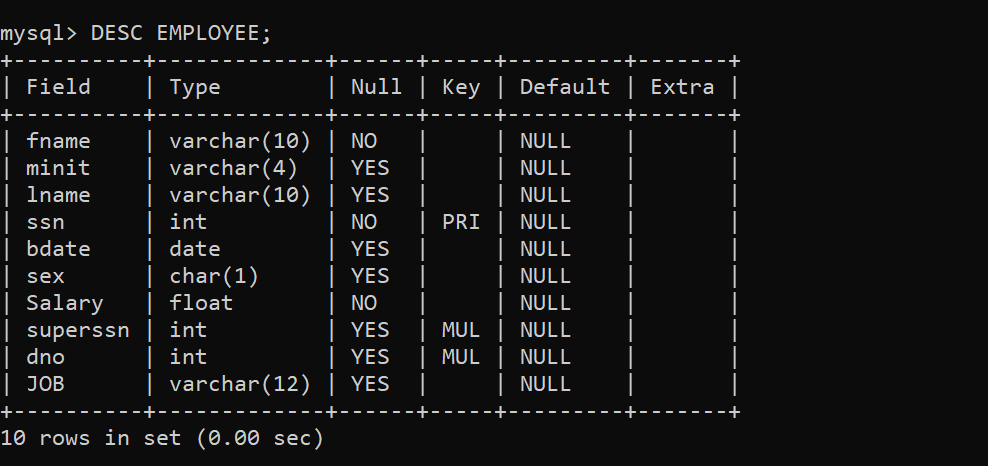 mysql> DESC EMPLOYEE;
+----------+-------------+------+-----+---------+-------+
| Field    | Type        | Null | Key | Default | Extra |
+----------+-------------+------+-----+---------+-------+
| fname    | varchar(10) | NO   |     | NULL    |       |
| minit    | varchar(4)  | YES  |     | NULL    |       |
| lname    | varchar(10) | YES  |     | NULL    |       |
| ssn      | int         | NO   | PRI | NULL    |       |
| bdate    | date        | YES  |     | NULL    |       |
| sex      | char(1)     | YES  |     | NULL    |       |
| Salary   | float       | NO   |     | NULL    |       |
| superssn | int         | YES  | MUL | NULL    |       |
| dno      | int         | YES  | MUL | NULL    |       |
| JOB      | varchar(12) | YES  |     | NULL    |       |
+----------+-------------+------+-----+---------+-------+
10 rows in set (0.00 sec)